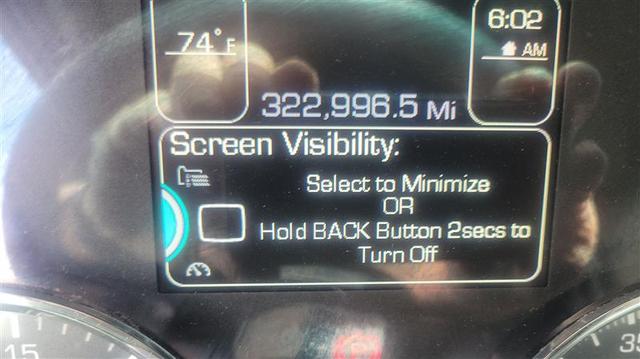 74°F
6:02
AM
322,996.5 Mi
Screen Visibility:
Select to Minimize
OR
Hold BACK Button 2secs to
Turn Off
15